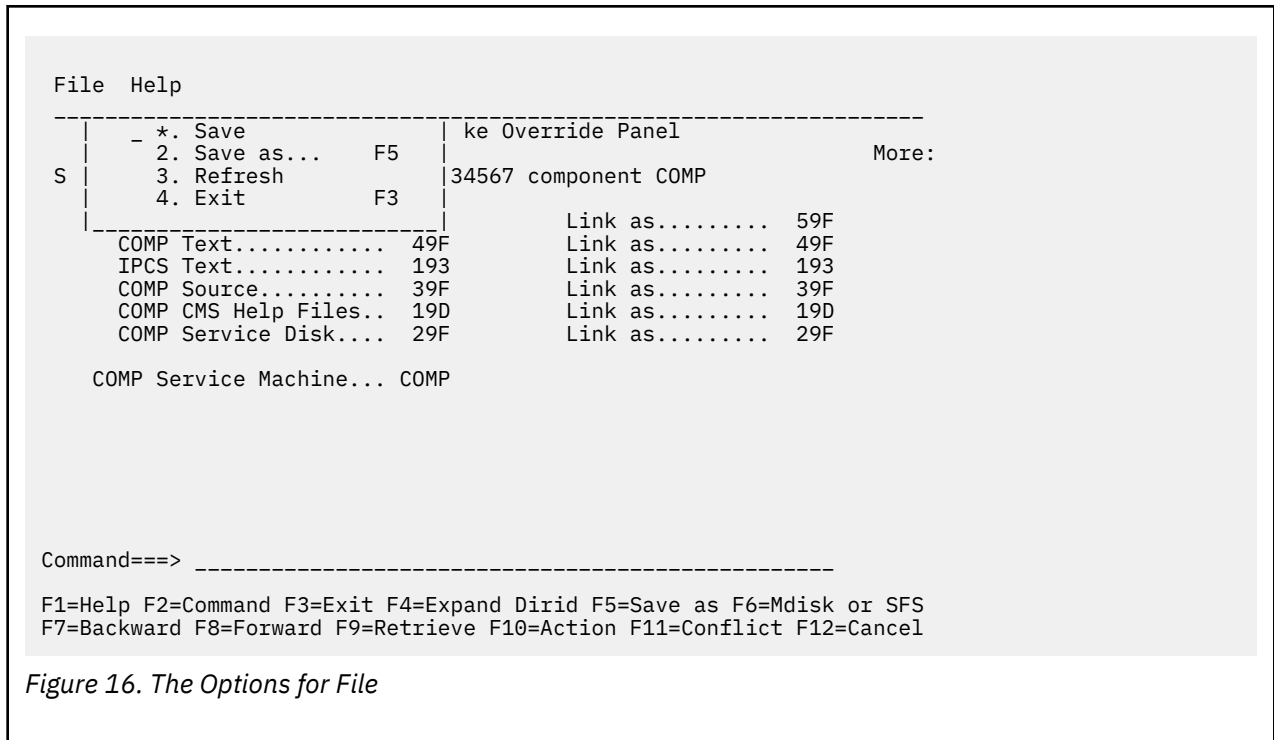 File  Help
____________________________________________________________________
|   _ *. Save               | ke Override Panel
|     2. Save as...    F5   |                                 More:
S |     3. Refresh            |34567 component COMP
|     4. Exit          F3   |
|___________________________|         Link as......... 59F
COMP Text............ 49F         Link as......... 49F
IPCS Text............ 193         Link as......... 193
COMP Source.......... 39F         Link as......... 39F
COMP CMS Help Files.. 19D         Link as......... 19D
COMP Service Disk.... 29F         Link as......... 29F
COMP Service Machine... COMP
Command===> __________________________________________________
F1=Help F2=Command F3=Exit F4=Expand Dirid F5=Save as F6=Mdisk or SFS
F7=Backward F8=Forward F9=Retrieve F10=Action F11=Conflict F12=Cancel
Figure 16. The Options for File